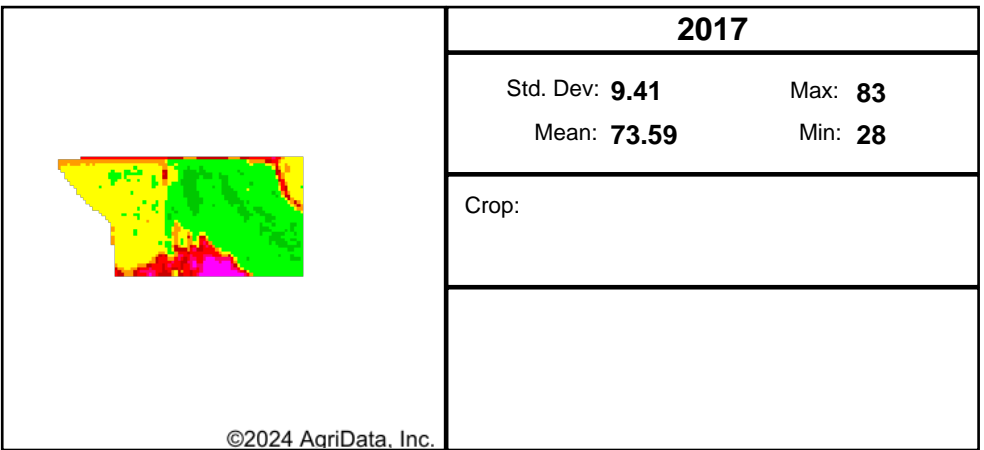 2017
Std. Dev: 9.41 Max: 83
Mean: 73.59 Min: 28
Crop:
©2024 AgriData, Inc.